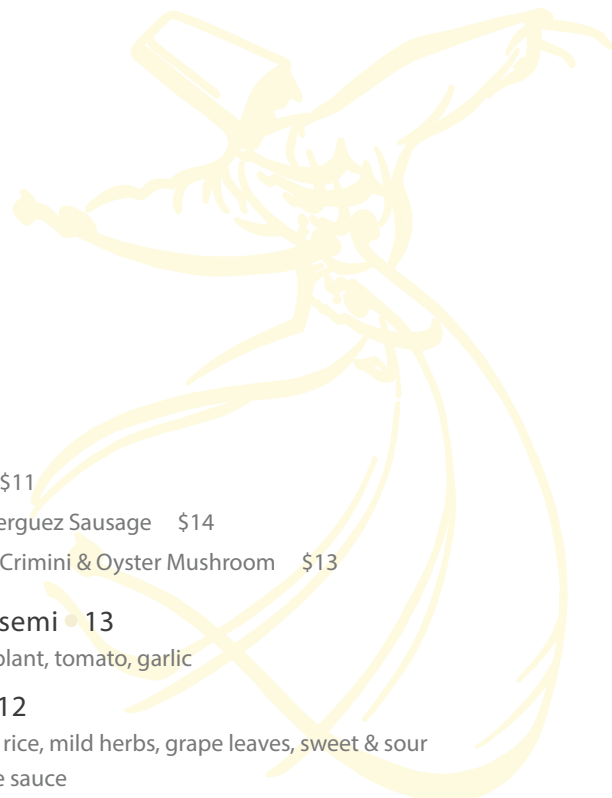 $11
erguez Sausage $14
Crimini & Oyster Mushroom $13
semi • 13
plant, tomato, garlic
12
rice, mild herbs, grape leaves, sweet & sour
e sauce